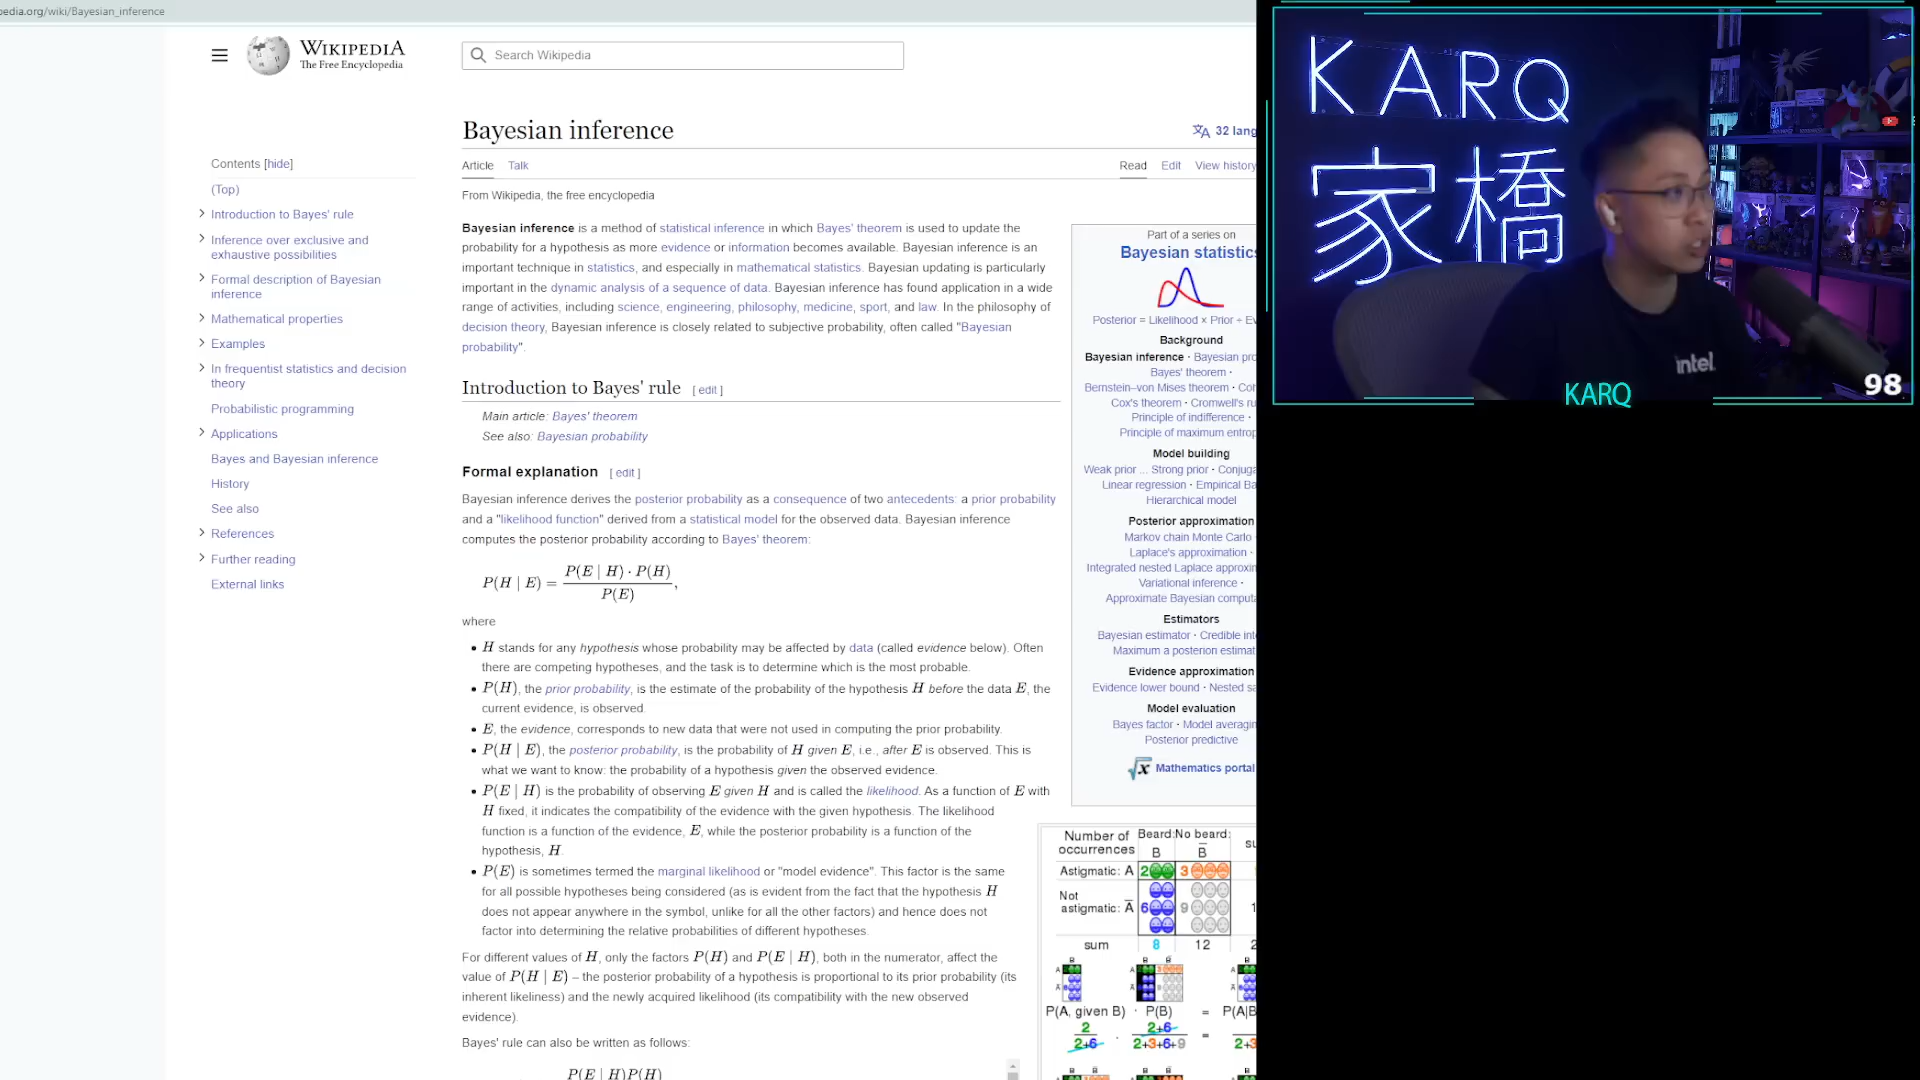 pedia.org/wiki/Bayesian_inference
WIKIPEDIA
The Free Encyclopedia
Search Wikipedia
Bayesian inference
32 lang
Article Talk
Read Edit View history
From Wikipedia, the free encyclopedia
Contents [hide]
(Top)
Introduction to Bayes' rule
Inference over exclusive and
exhaustive possibilities
Formal description of Bayesian
inference
Mathematical properties
Examples
In frequentist statistics and decision
theory
Probabilistic programming
Applications
Bayes and Bayesian inference
History
See also
References
Further reading
External links
Bayesian inference is a method of statistical inference in which Bayes' theorem is used to update the
probability for a hypothesis as more evidence or information becomes available. Bayesian inference is an
important technique in statistics, and especially in mathematical statistics. Bayesian updating is particularly
important in the dynamic analysis of a sequence of data. Bayesian inference has found application in a wide
range of activities, including science, engineering, philosophy, medicine, sport, and law. In the philosophy of
decision theory, Bayesian inference is closely related to subjective probability, often called "Bayesian
probability".
Introduction to Bayes' rule [ edit ]
Main article: Bayes' theorem
See also: Bayesian probability
Formal explanation [ edit ]
Bayesian inference derives the posterior probability as a consequence of two antecedents: a prior probability
and a "likelihood function" derived from a statistical model for the observed data. Bayesian inference
computes the posterior probability according to Bayes' theorem:
P(H | E) = P(E | H) · P(H) / P(E),
where
• H stands for any hypothesis whose probability may be affected by data (called evidence below). Often
there are competing hypotheses, and the task is to determine which is the most probable.
• P(H), the prior probability, is the estimate of the probability of the hypothesis H before the data E, the
current evidence, is observed.
• E, the evidence, corresponds to new data that were not used in computing the prior probability.
• P(H | E), the posterior probability, is the probability of H given E, i.e., after E is observed. This is
what we want to know: the probability of a hypothesis given the observed evidence.
• P(E | H) is the probability of observing E given H and is called the likelihood. As a function of E with
H fixed, it indicates the compatibility of the evidence with the given hypothesis. The likelihood
function is a function of the evidence, E, while the posterior probability is a function of the
hypothesis, H.
• P(E) is sometimes termed the marginal likelihood or "model evidence". This factor is the same
for all possible hypotheses being considered (as is evident from the fact that the hypothesis H
does not appear anywhere in the symbol, unlike for all the other factors) and hence does not
factor into determining the relative probabilities of different hypotheses.
For different values of H, only the factors P(H) and P(E | H), both in the numerator, affect the
value of P(H | E) – the posterior probability of a hypothesis is proportional to its prior probability (its
inherent likeliness) and the newly acquired likelihood (its compatibility with the new observed
evidence).
Bayes' rule can also be written as follows:
P(E | H)P(H)
Part of a series on
Bayesian statistics
Posterior = Likelihood × Prior ÷ Ev
Background
Bayesian inference · Bayesian pro
Bayes' theorem ·
Bernstein–von Mises theorem · Coh
Cox's theorem · Cromwell's ru
Principle of indifference ·
Principle of maximum entrop
Model building
Weak prior ... Strong prior · Conjuga
Linear regression · Empirical Ba
Hierarchical model
Posterior approximation
Markov chain Monte Carlo ·
Laplace's approximation ·
Integrated nested Laplace approxin
Variational inference ·
Approximate Bayesian computa
Estimators
Bayesian estimator · Credible int
Maximum a posteriori estimat
Evidence approximation
Evidence lower bound · Nested sa
Model evaluation
Bayes factor · Model averagin
Posterior predictive
Mathematics portal
Number of Beard: No beard:
occurrences B B̅ su
Astigmatic: A 2 3
Not
astigmatic: A̅ 6 9 1
sum 8 12 2
P(A, given B) · P(B) = P(A|B
2 / 2+6 · 2+6 / 2+3+6+9 = 2+3
KARQ
家橋
intel
98
KARQ